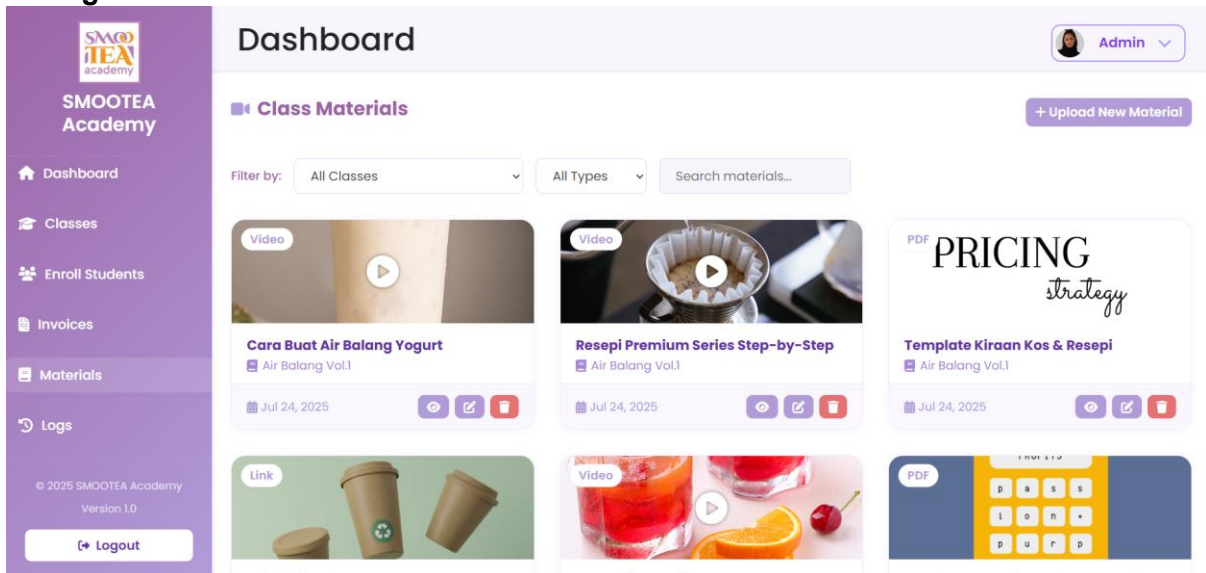 SMOO
TEA
academy
SMOOTEA
Academy
Dashboard
Classes
Enroll Students
Invoices
Materials
Logs
© 2025 SMOOTEA Academy
Version 1.0
Logout
Dashboard
Admin
Class Materials
+ Upload New Material
Filter by:
All Classes
All Types
Search materials...
Video
Cara Buat Air Balang Yogurt
Air Balang Vol.1
Jul 24, 2025
Video
Resepi Premium Series Step-by-Step
Air Balang Vol.1
Jul 24, 2025
PDF
PRICING
strategy
Template Kiraan Kos & Resepi
Air Balang Vol.1
Jul 24, 2025
Link
Video
PDF
p a s s
i o n +
p u r p